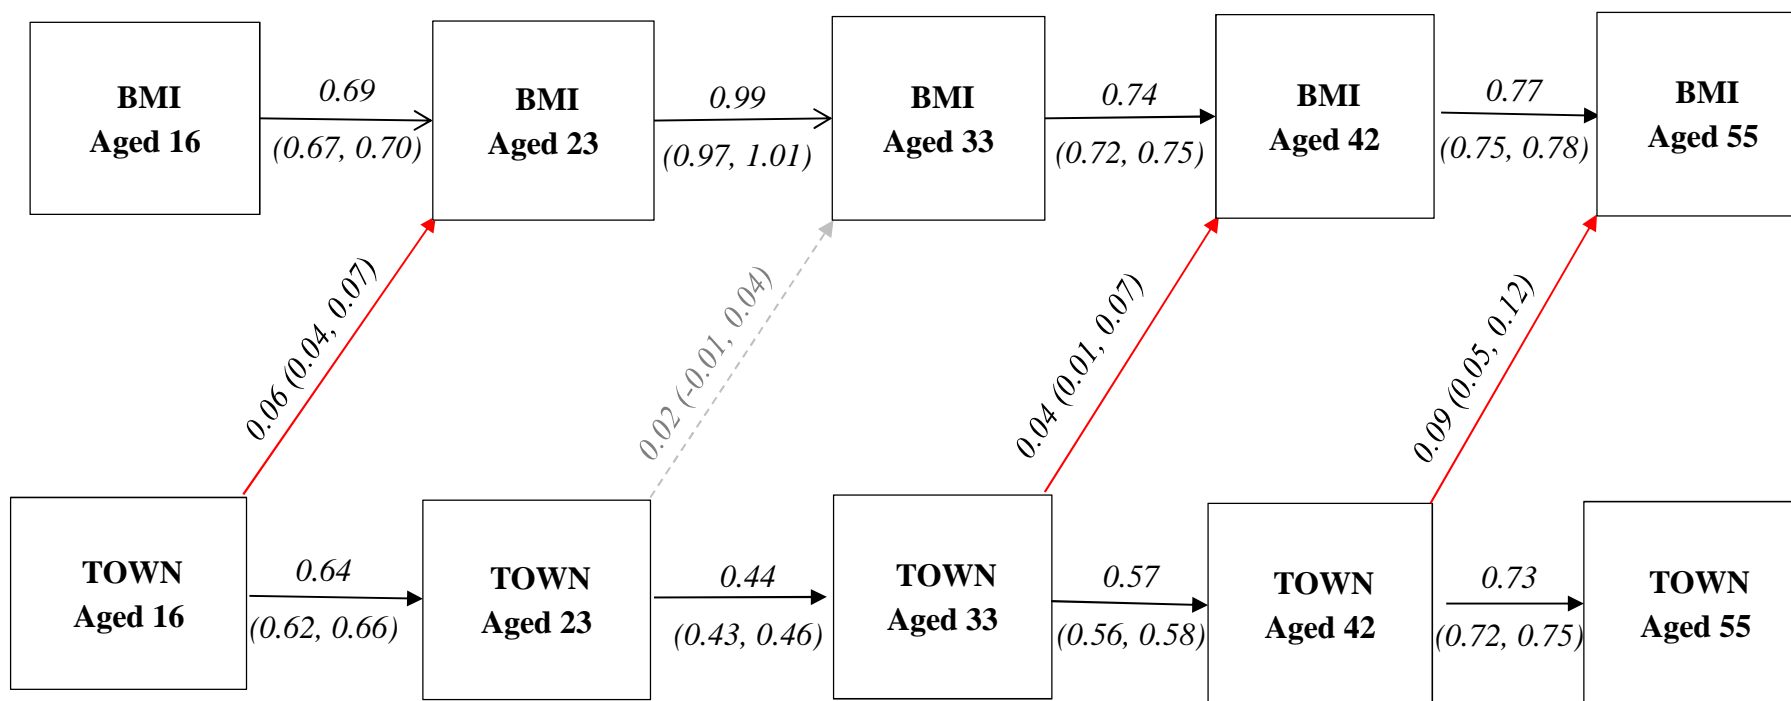 BMI
Aged 16
0.69
(0.67, 0.70)
BMI
Aged 23
0.99
(0.97, 1.01)
BMI
Aged 33
0.74
(0.72, 0.75)
BMI
Aged 42
0.77
(0.75, 0.78)
BMI
Aged 55
0.06 (0.04, 0.07)
0.02 (-0.01, 0.04)
0.04 (0.01, 0.07)
0.09 (0.05, 0.12)
TOWN
Aged 16
0.64
(0.62, 0.66)
TOWN
Aged 23
0.44
(0.43, 0.46)
TOWN
Aged 33
0.57
(0.56, 0.58)
TOWN
Aged 42
0.73
(0.72, 0.75)
TOWN
Aged 55